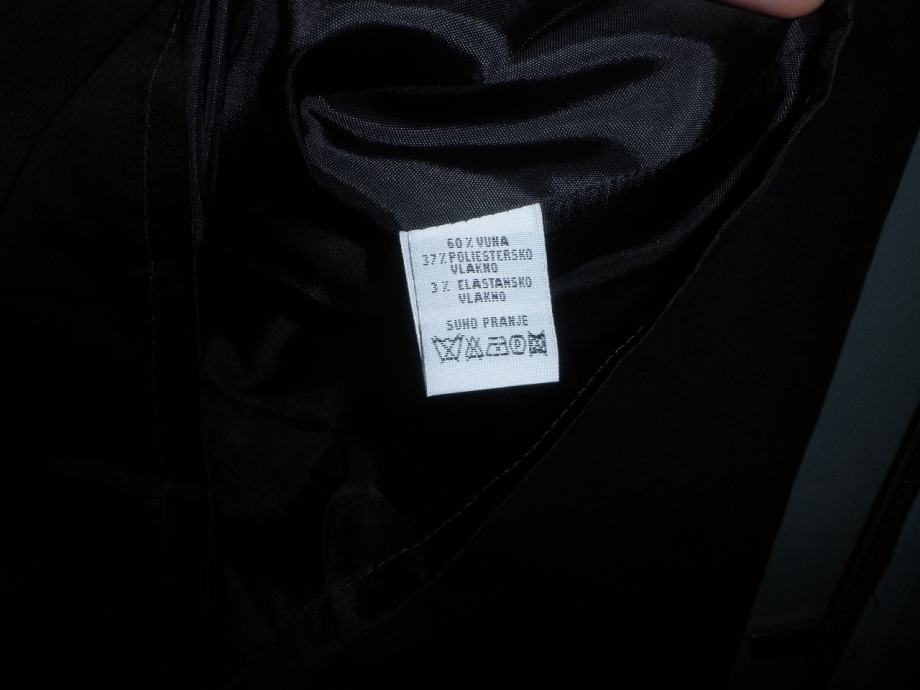 60 % VUNA
37 % POLIESTERSKO
VLAKNO
3 % ELASTANSKO
VLAKNO
SUHO PRANJE